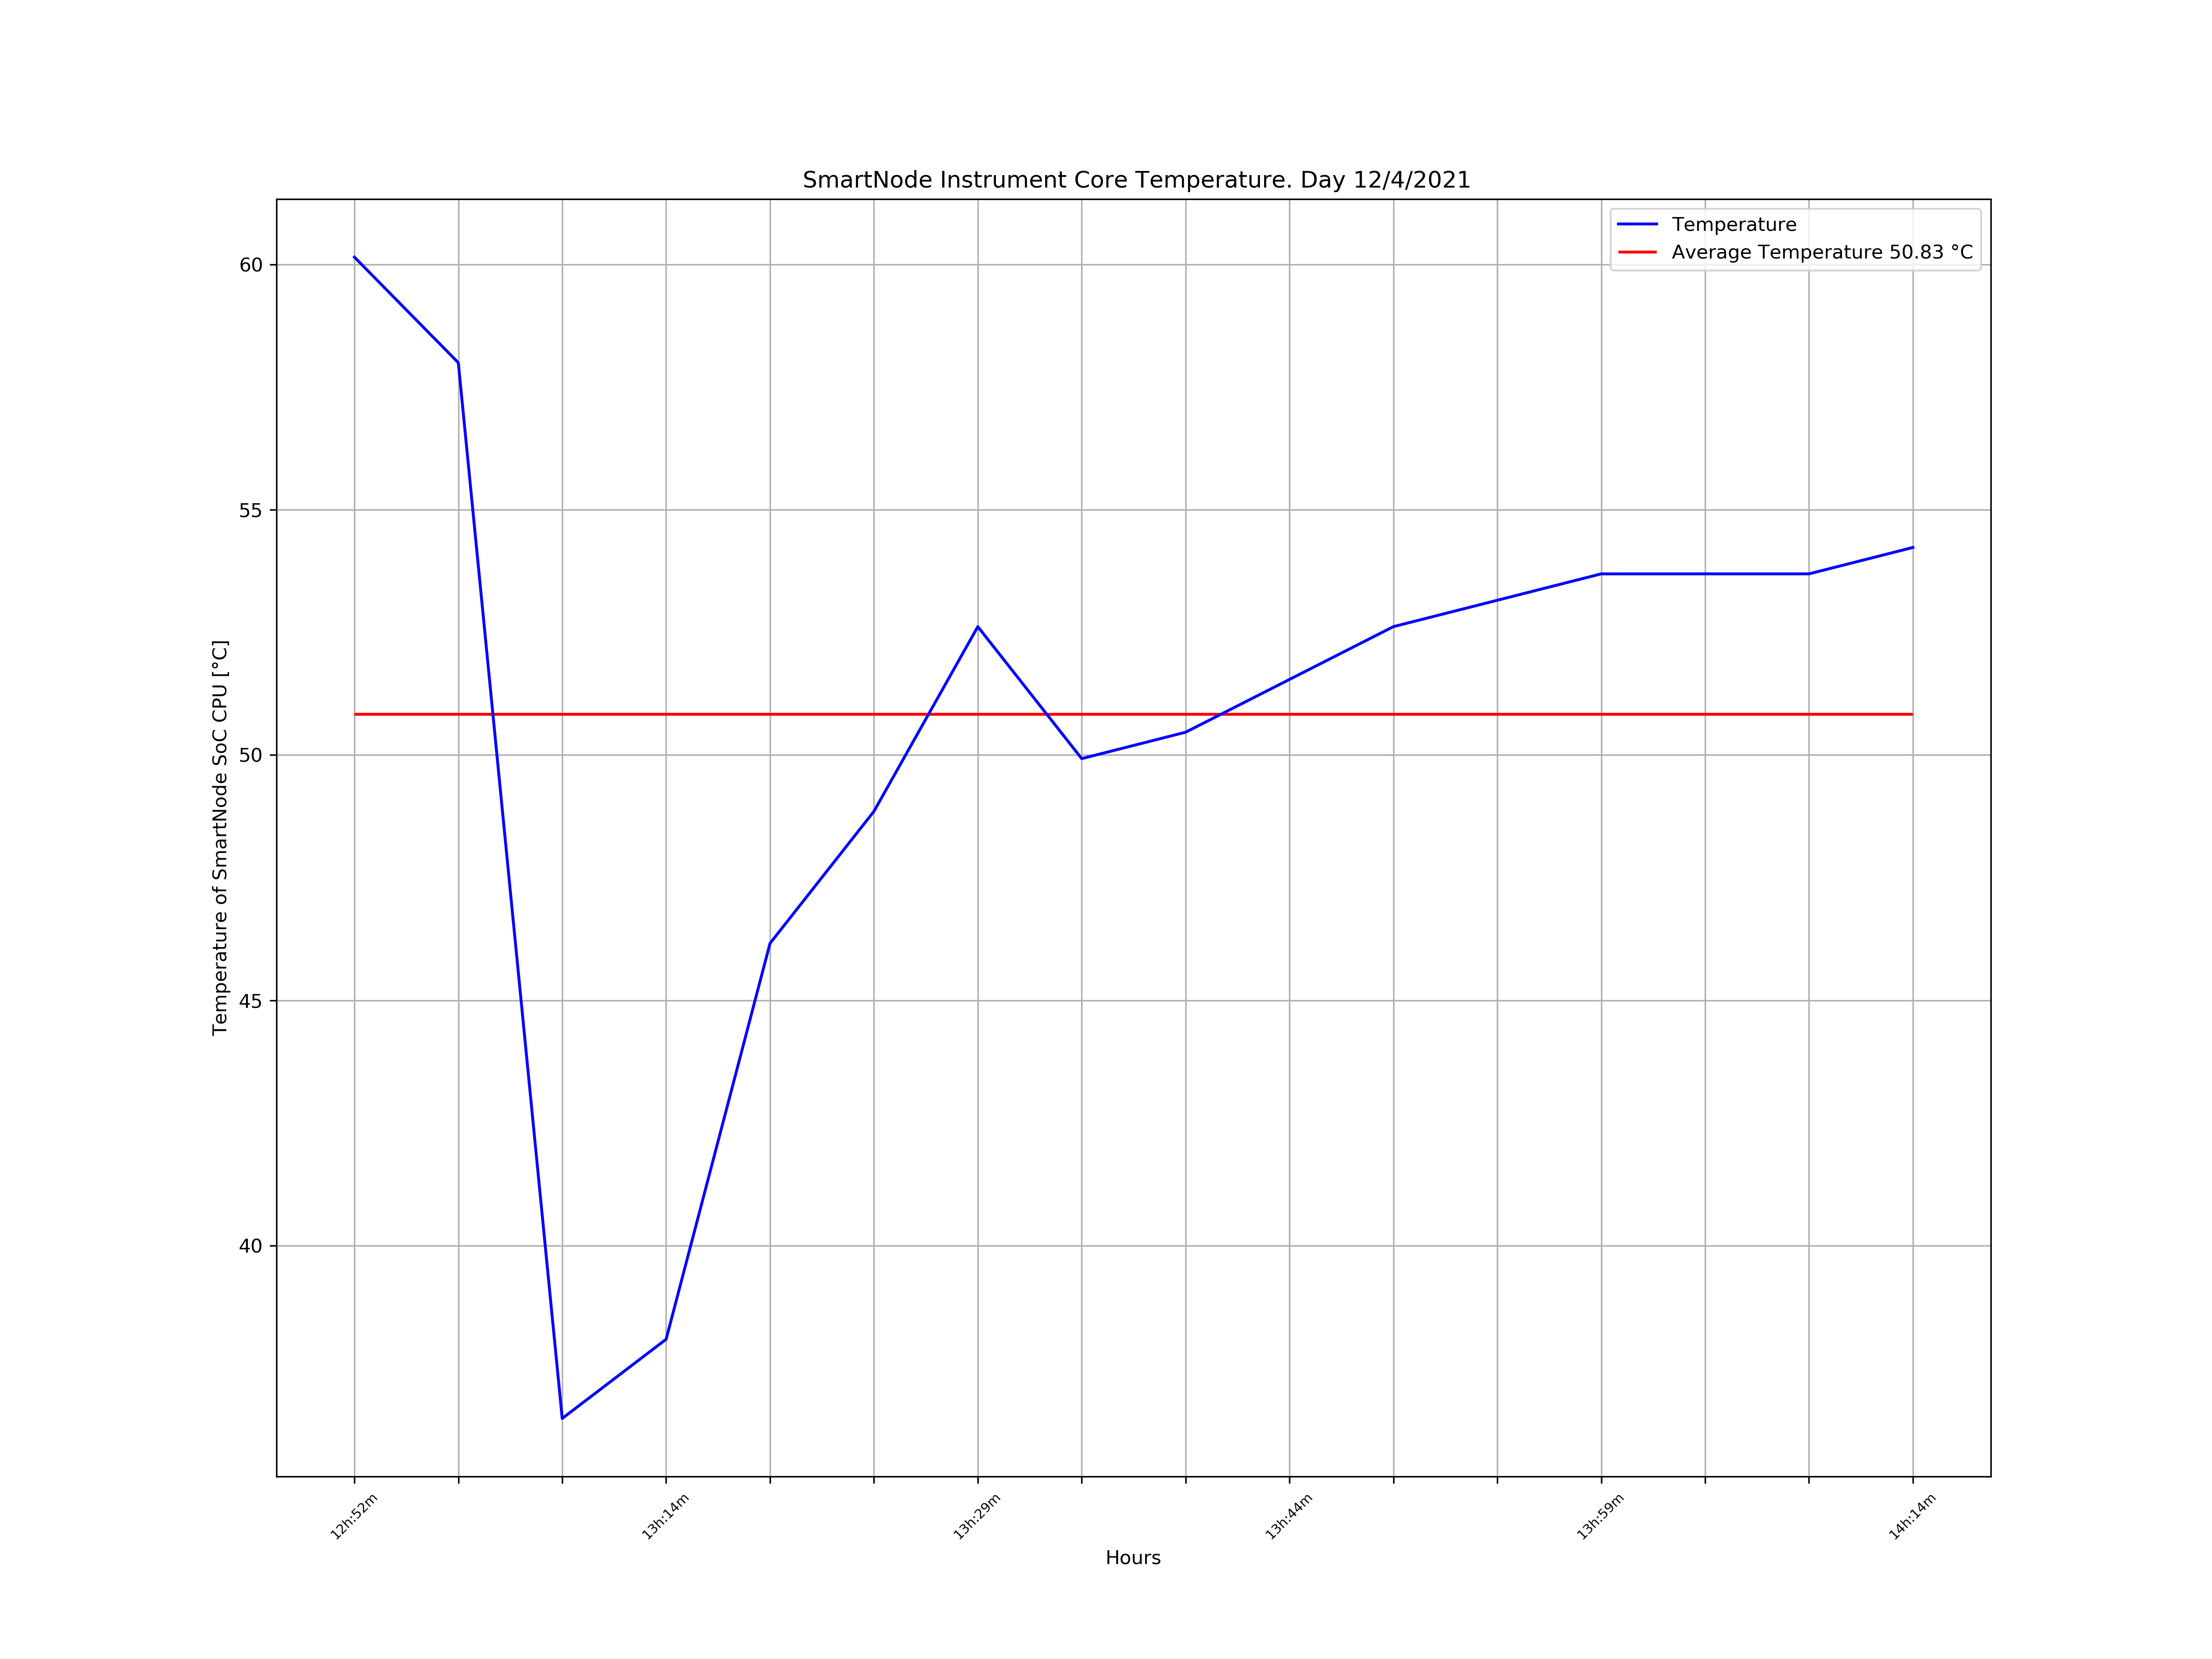 SmartNode Instrument Core Temperature. Day 12/4/2021
Temperature
Average Temperature 50.83 °C
60
55
50
45
40
Temperature of SmartNode SoC CPU [°C]
12h:52m
13h:14m
13h:29m
13h:44m
13h:59m
14h:14m
Hours